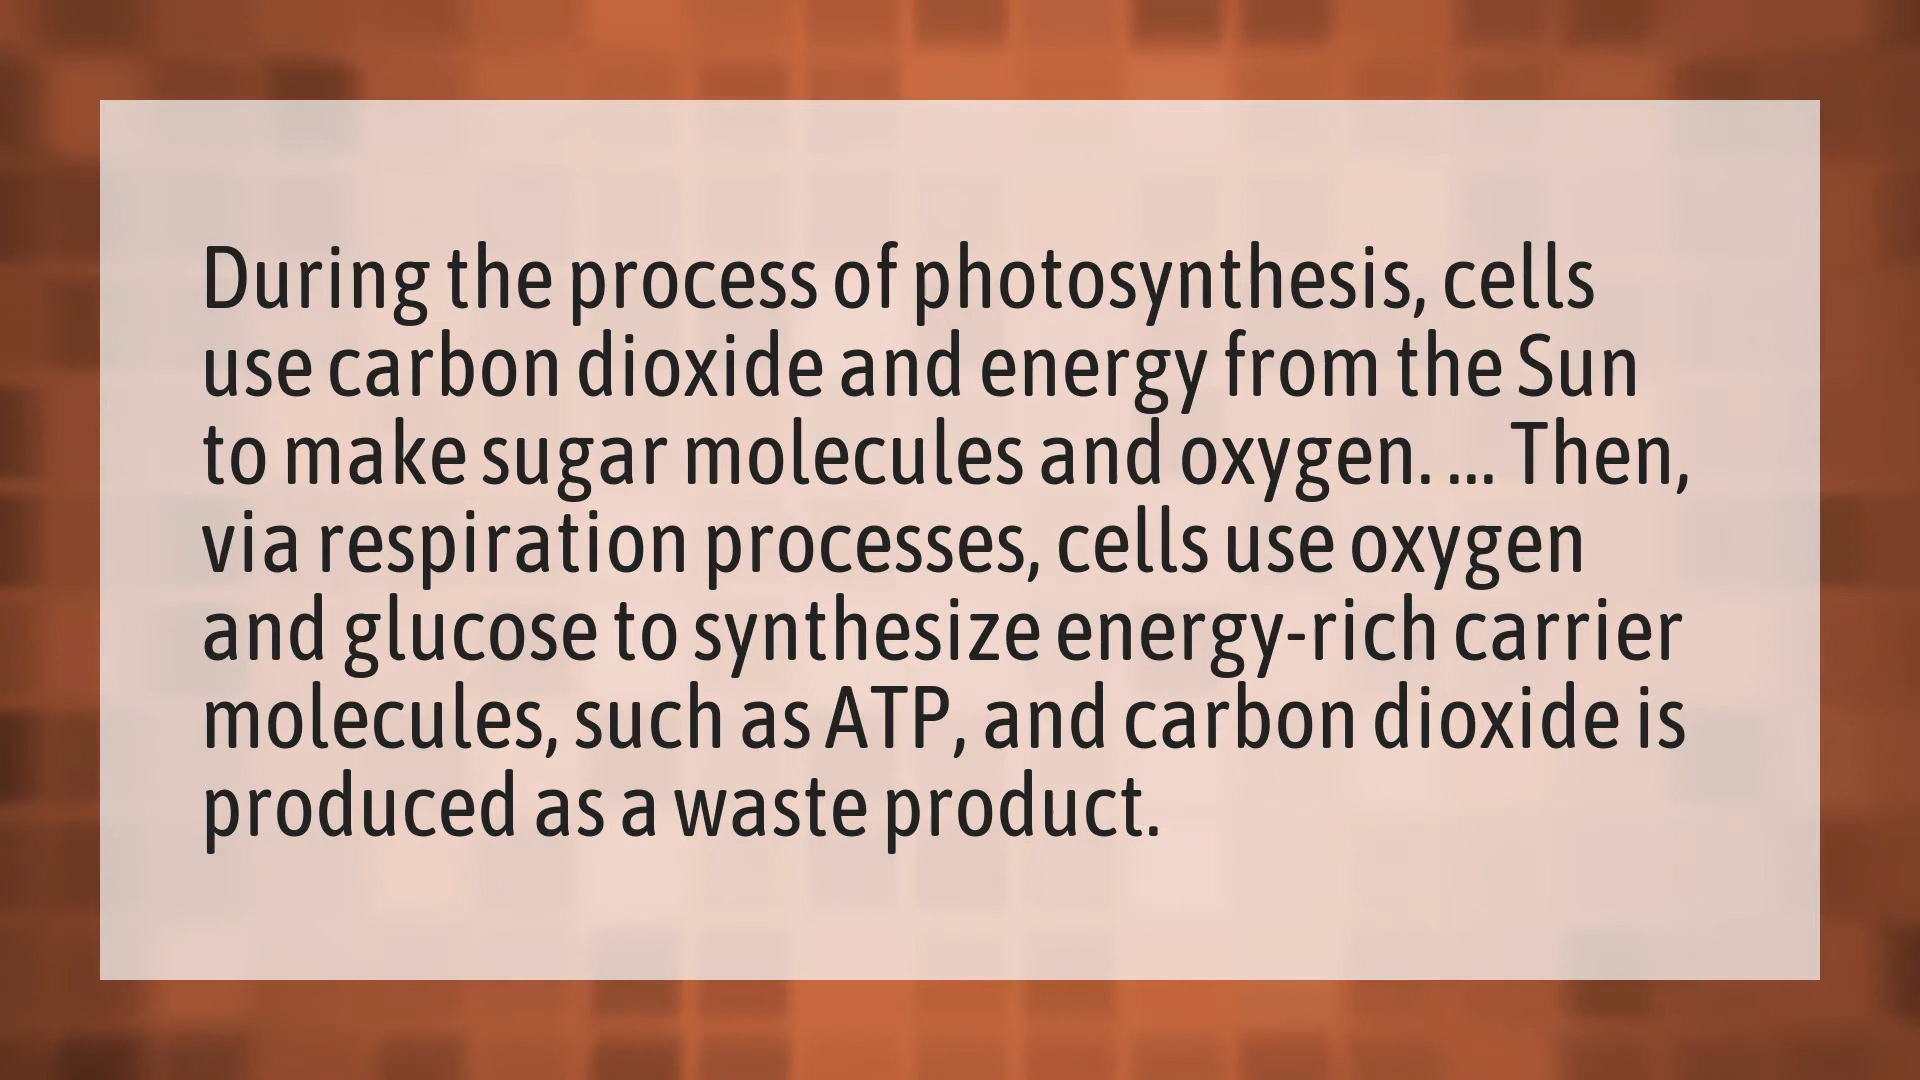 During the process of photosynthesis, cells
use carbon dioxide and energy from the Sun
to make sugar molecules and oxygen. ... Then,
via respiration processes, cells use oxygen
and glucose to synthesize energy-rich carrier
molecules, such as ATP, and carbon dioxide is
produced as a waste product.